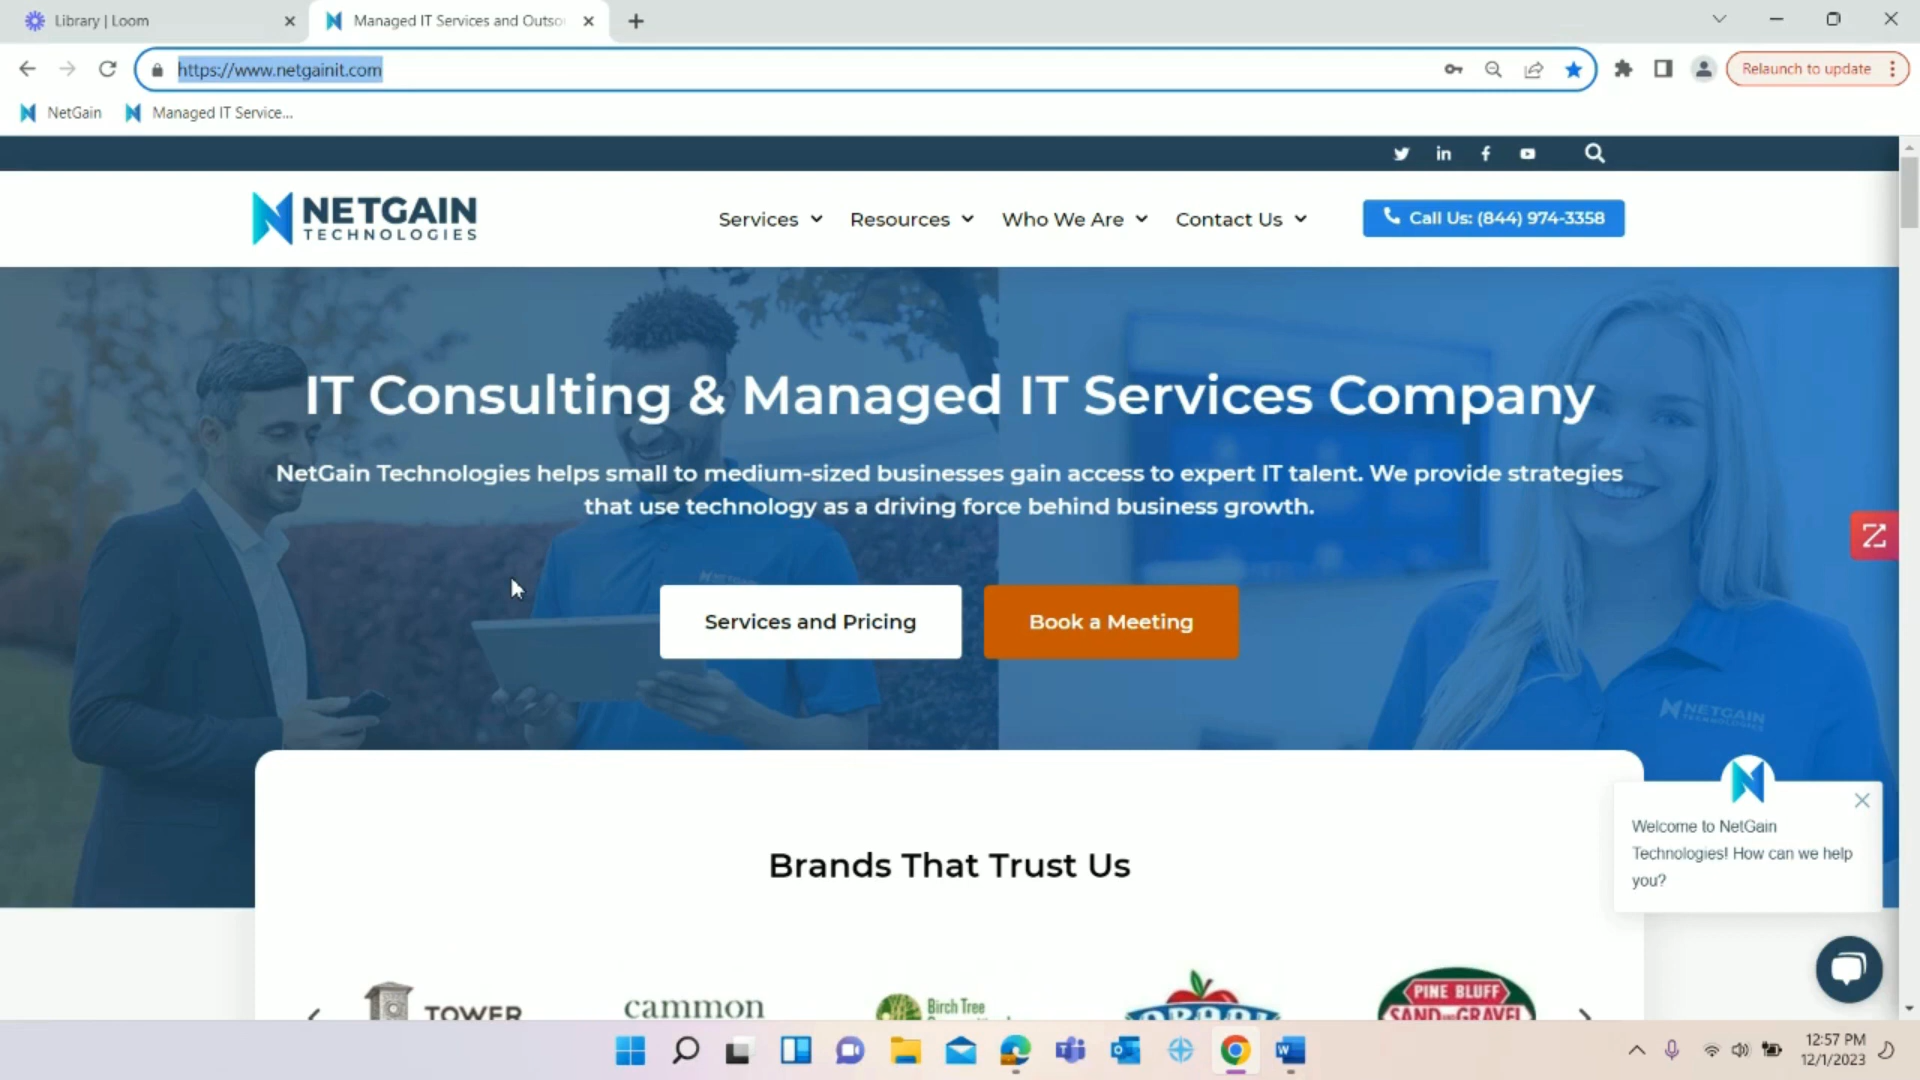 Library | Loom
Managed IT Services and Outso
https://www.netgainit.com
Relaunch to update
NetGain
Managed IT Service...
NETGAIN
TECHNOLOGIES
Services
Resources
Who We Are
Contact Us
Call Us: (844) 974-3358
IT Consulting & Managed IT Services Company
NetGain Technologies helps small to medium-sized businesses gain access to expert IT talent. We provide strategies
that use technology as a driving force behind business growth.
Services and Pricing
Book a Meeting
NETGAIN
TECHNOLOGIES
Welcome to NetGain
Technologies! How can we help
you?
Brands That Trust Us
TOWER
cammon
Birch Tree
PINE BLUFF
SAND AND GRAVEL
12:57 PM
12/1/2023